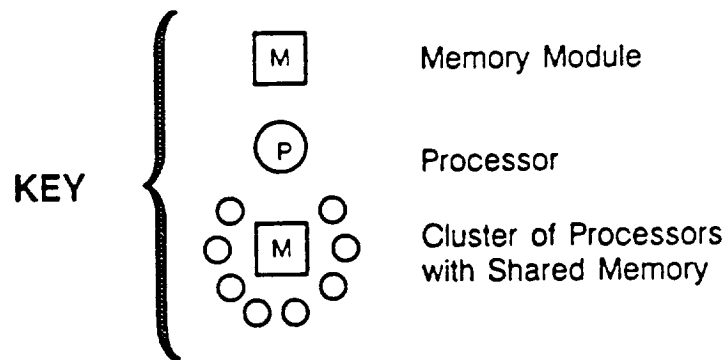 M Memory Module
P Processor
KEY
M Cluster of Processors
with Shared Memory